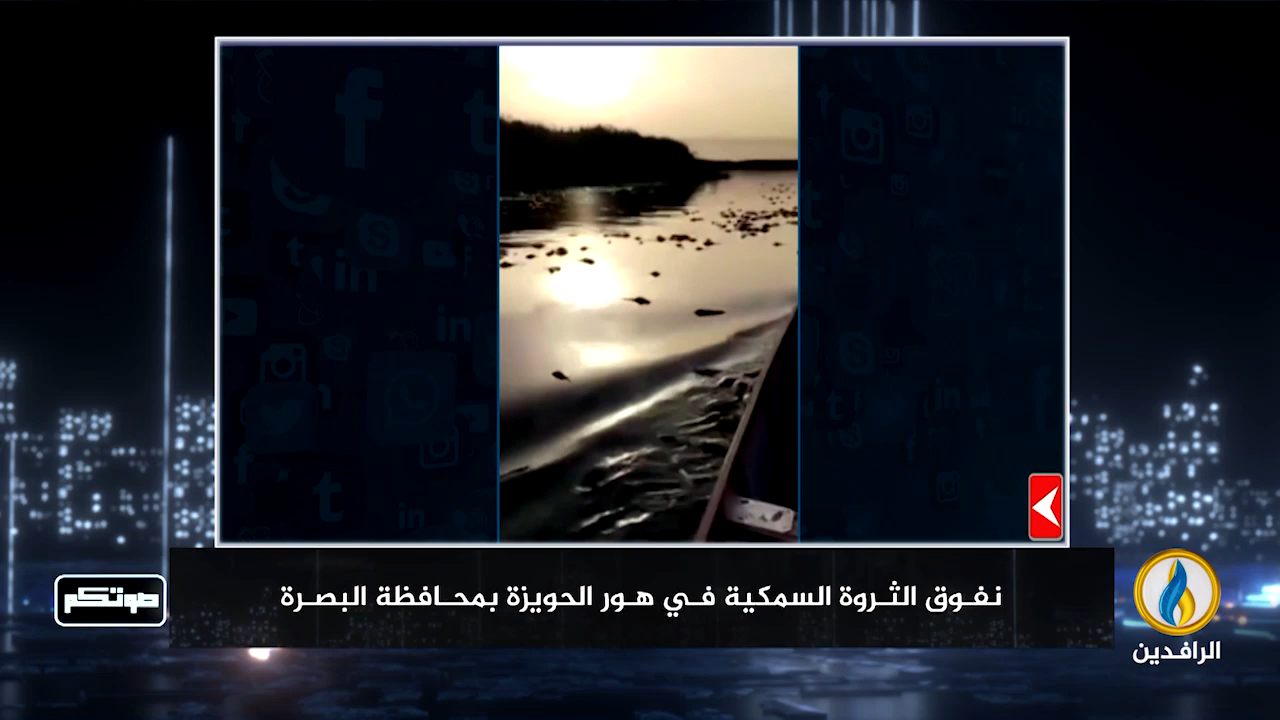 نفوق الثروة السمكية في هور الحويزة بمحافظة البصرة
صوتكم
الرافدين